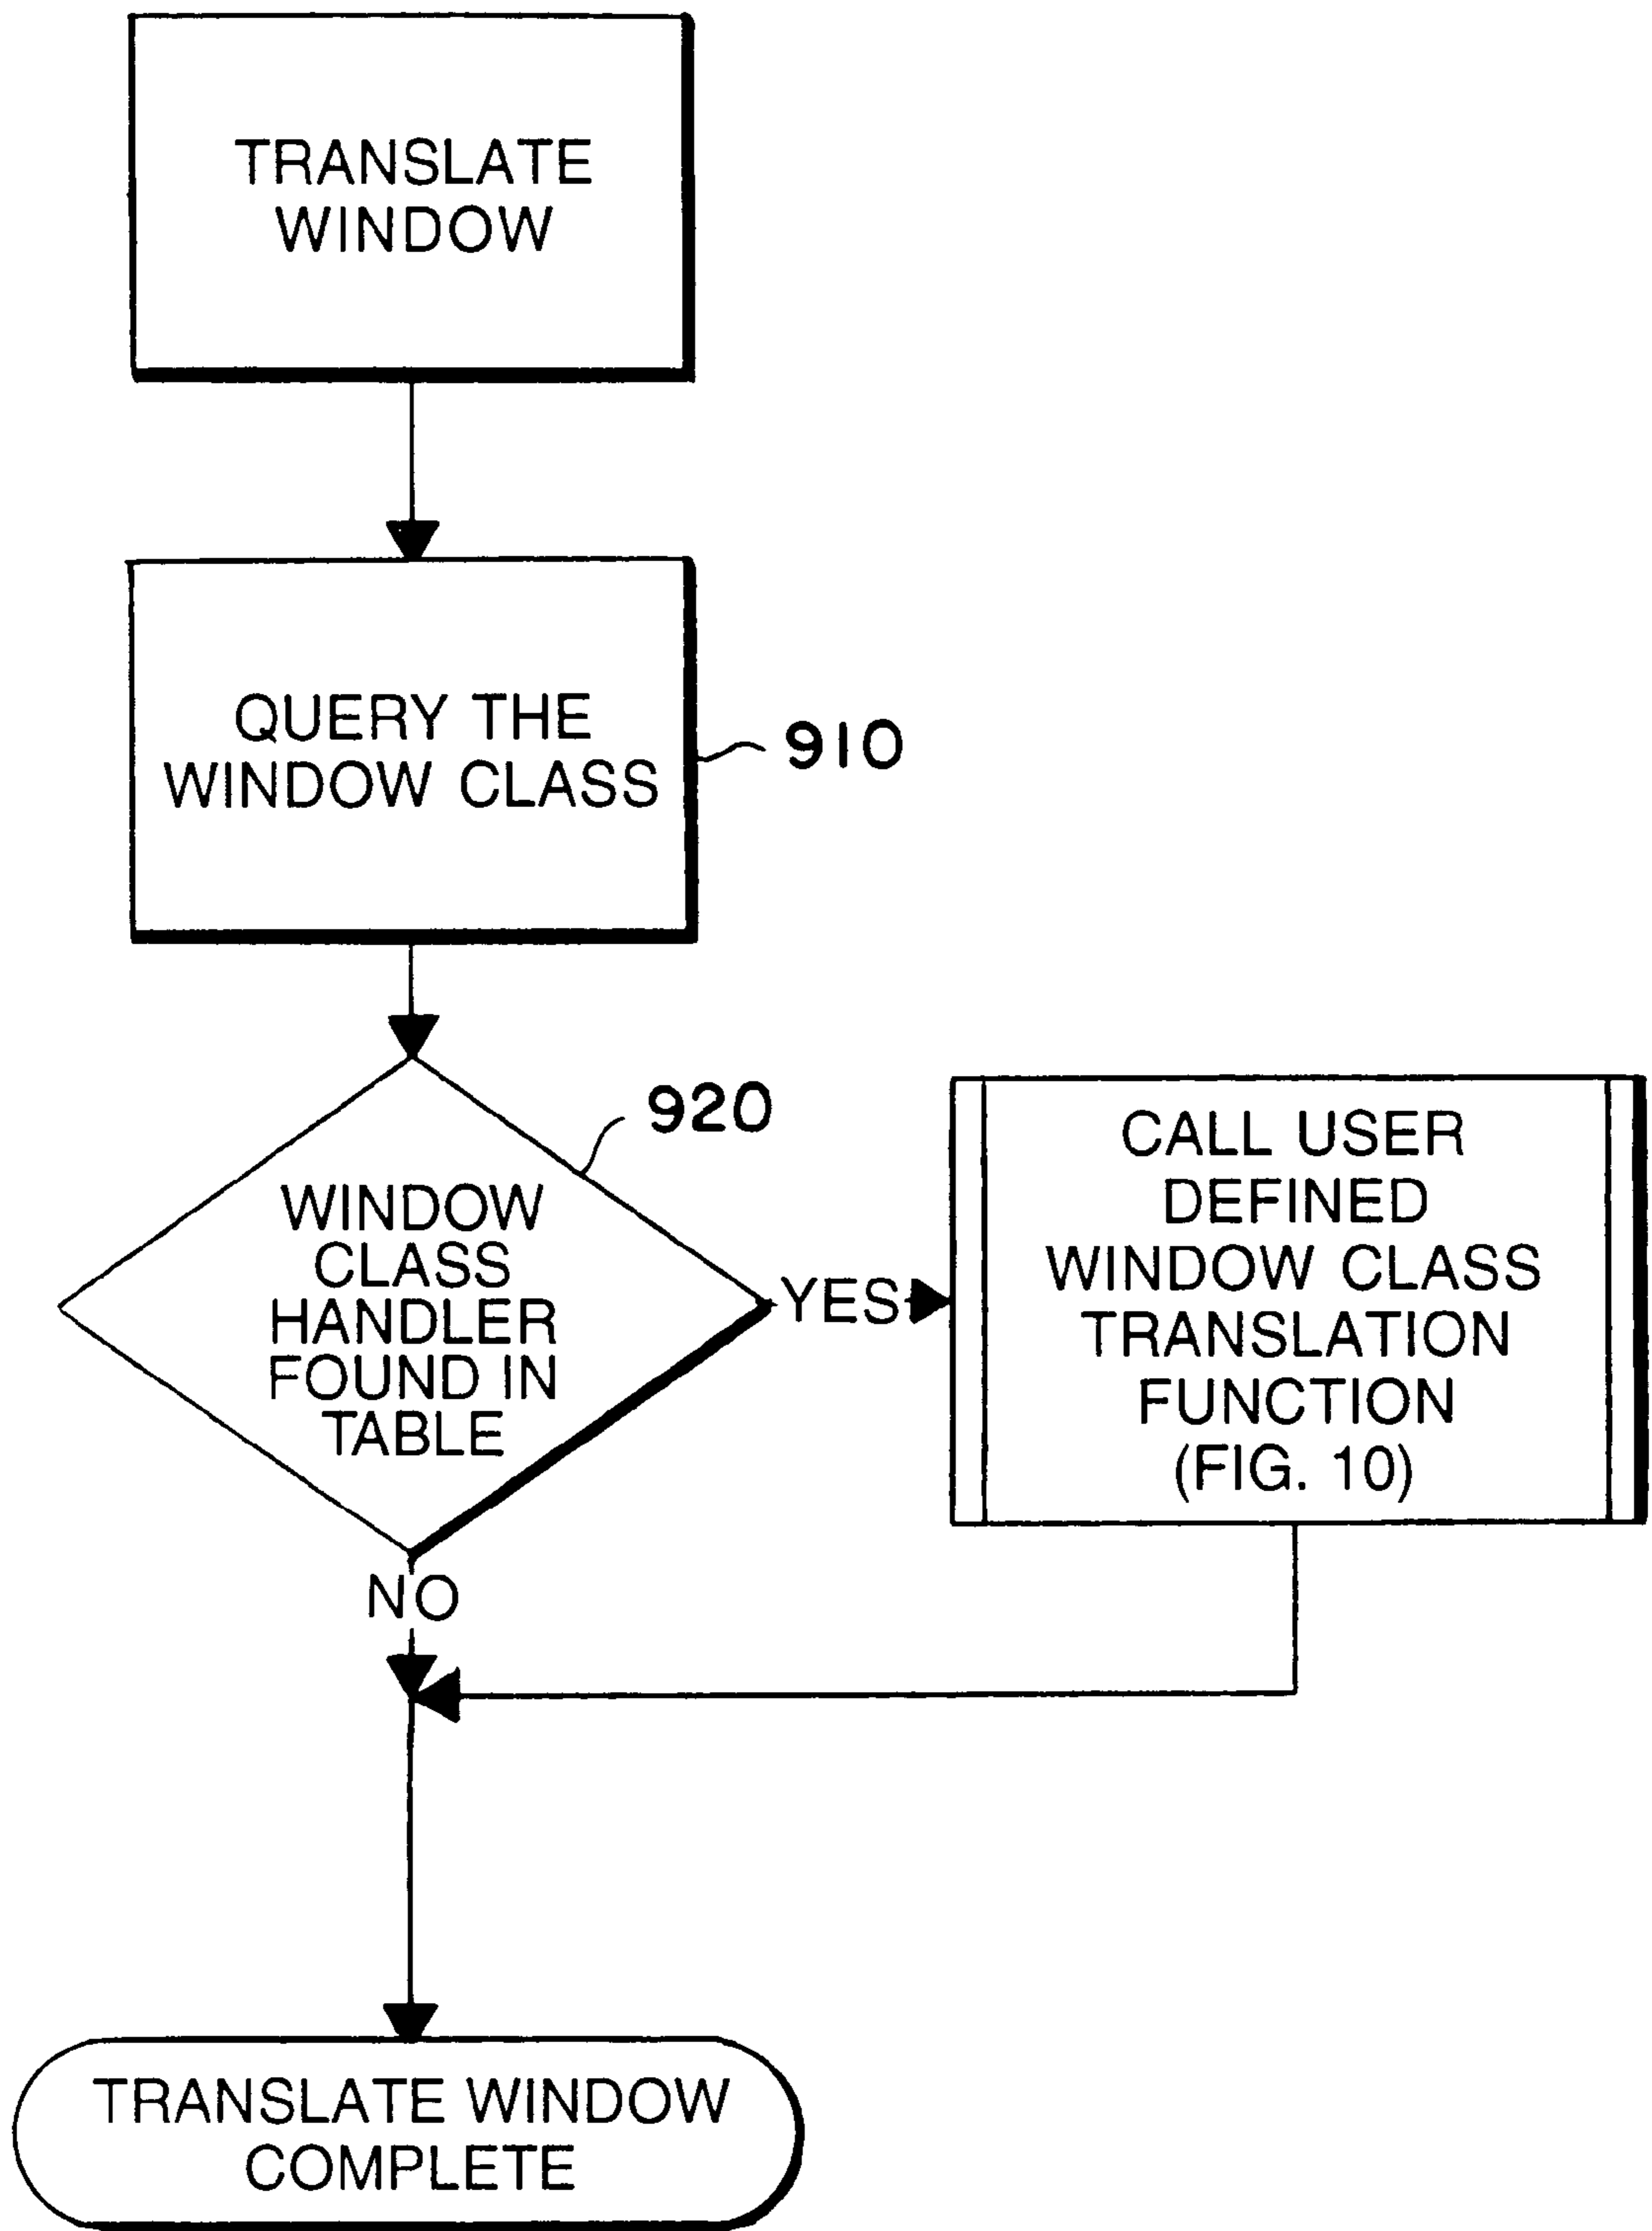 TRANSLATE
WINDOW
QUERY THE
WINDOW CLASS
910
920
WINDOW
CLASS
HANDLER
FOUND IN
TABLE
YES
CALL USER
DEFINED
WINDOW CLASS
TRANSLATION
FUNCTION
(FIG. 10)
NO
TRANSLATE WINDOW
COMPLETE